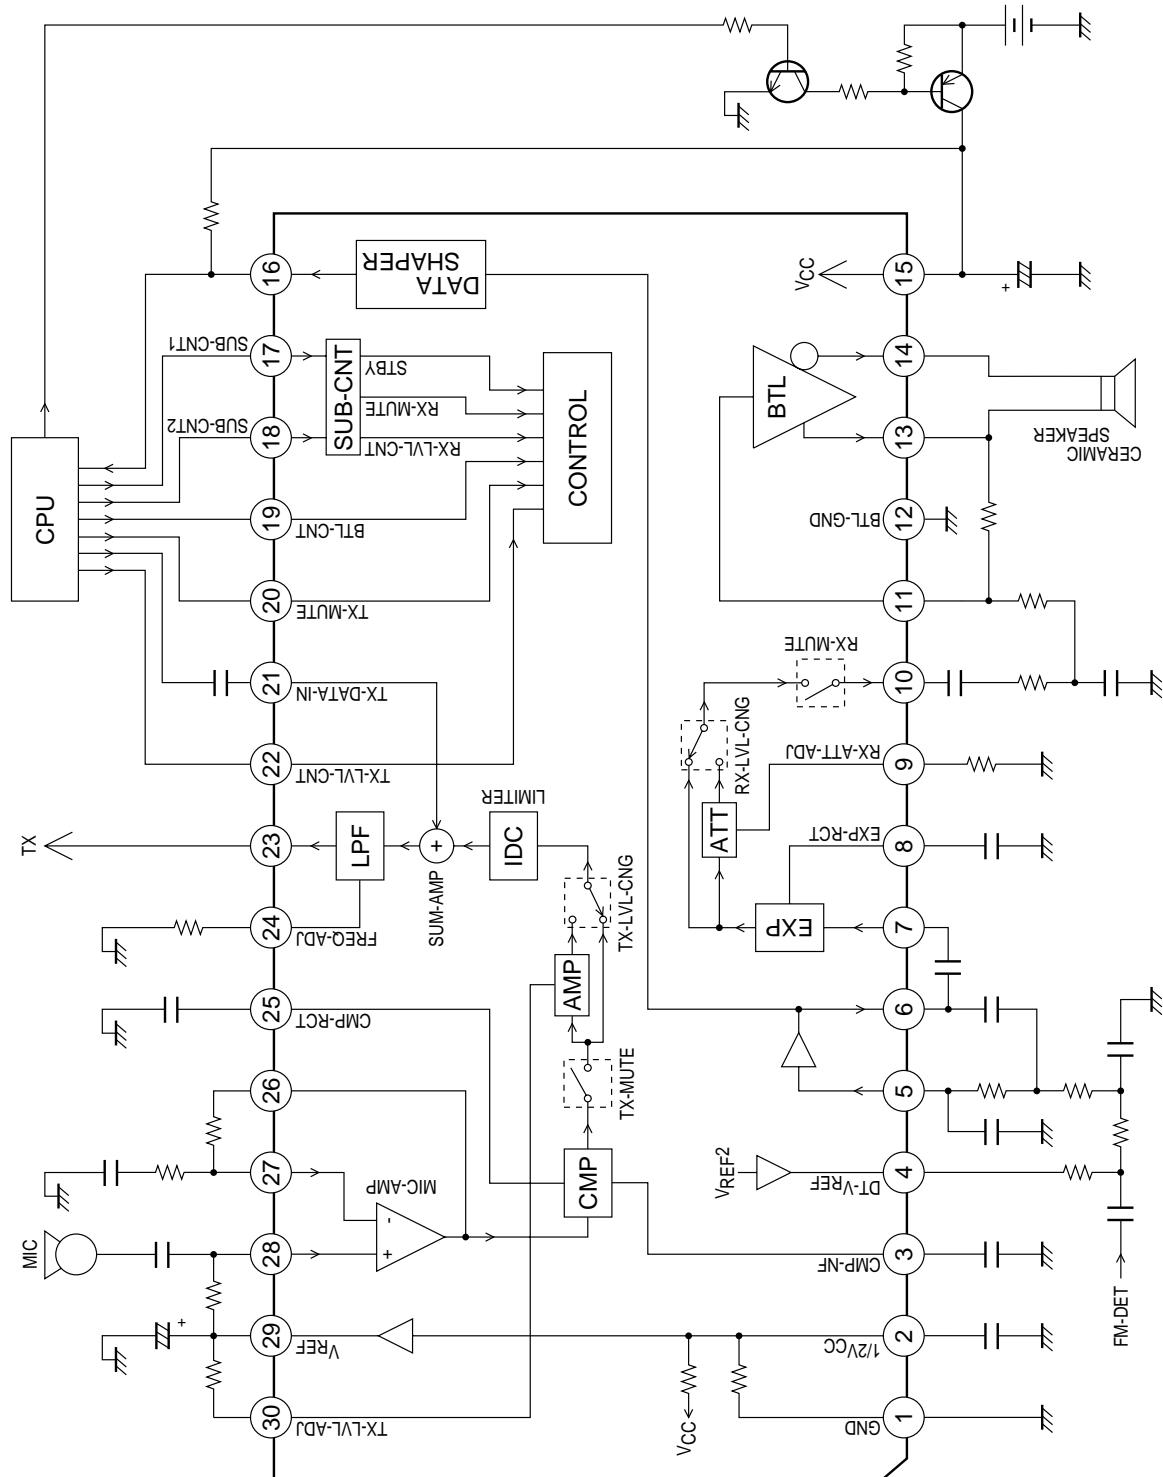 CPU
16
DATA
SHAPER
VCC
15
SUB-CNT1
17
SUB-CNT
STBY
RX-MUTE
RX-LVL-CNT
CONTROL
SUB-CNT2
18
BTL
14
13
CERAMIC
SPEAKER
+
19
BTL-CNT
BTL-GND
12
20
TX-MUTE
11
21
TX-DATA-IN
RX-MUTE
10
22
TX-LVL-CNT
RX-LVL-CNG
RX-ATT-ADJ
9
TX
23
LPF
+
SUM-AMP
IDC
LIMITER
ATT
EXP-RCT
8
24
FREQ-ADJ
TX-LVL-CNG
EXP
7
AMP
25
CMP-RCT
6
26
TX-MUTE
5
27
MIC-AMP
-
+
CMP
VREF2
DT-VREF
4
MIC
28
CMP-NF
3
FM-DET
+
29
VREF
1/2VCC
2
30
TX-LVL-ADJ
VCC
GND
1